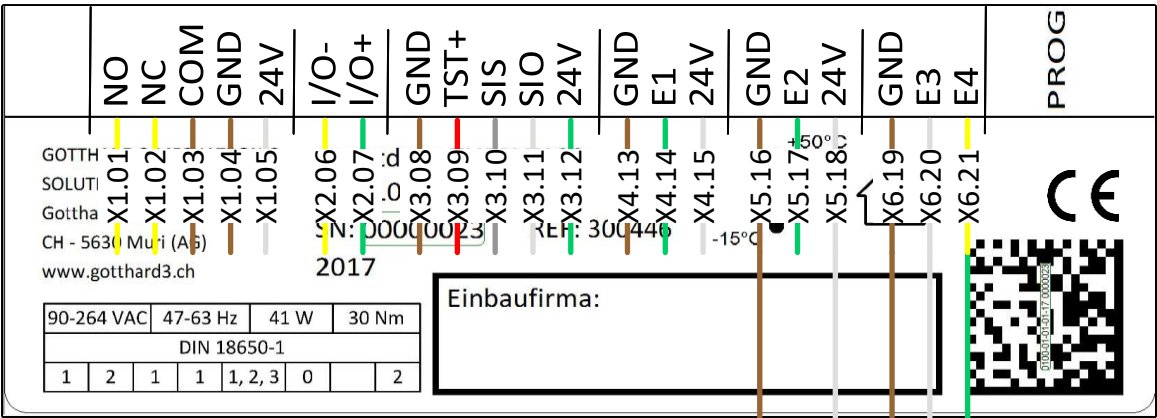 NO NC COM GND 24V I/O- I/O+ GND TST+ SIS SIO 24V GND E1 24V GND E2 24V GND E3 E4 PROG
X1.01 X1.02 X1.03 X1.04 X1.05 X2.06 X2.07 X3.08 X3.09 X3.10 X3.11 X3.12 X4.13 X4.14 X4.15 X5.16 X5.17 X5.18 X6.19 X6.20 X6.21
+50°C
GOTTH
SOLUTI
Gottha
CH - 5630 Muri (AG)
www.gotthard3.ch
SN: 00000023 REF: 300446
-15°C
2017
CE
Einbaufirma:
90-264 VAC 47-63 Hz 41 W 30 Nm
DIN 18650-1
1 2 1 1 1, 2, 3 0 2